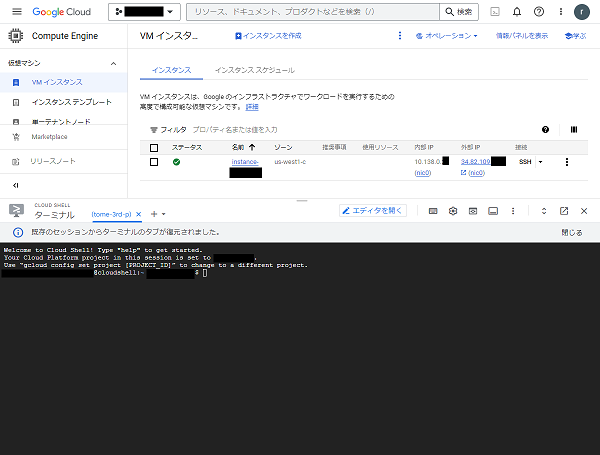 Google Cloud
リソース、ドキュメント、プロダクトなどを検索（/）
検索
r
Compute Engine
VM インスタ...
インスタンスを作成
オペレーション
情報パネルを表示
学ぶ
仮想マシン
VM インスタンス
インスタンス テンプレート
単一テナントノード
Marketplace
リリースノート
インスタンス
インスタンス スケジュール
VM インスタンスは、Google のインフラストラクチャでワークロードを実行するための
高度で構成可能な仮想マシンです。詳細
フィルタ プロパティ名または値を入力
ステータス 名前 ゾーン 推奨事項 使用リソース 内部 IP 外部 IP 接続
instance- us-west1-c 10.138.0. 34.82.109 SSH
(nic0) (nic0)
CLOUD SHELL
ターミナル
(tome-3rd-p)
エディタを開く
既存のセッションからターミナルのタブが復元されました。
閉じる
Welcome to Cloud Shell! Type "help" to get started.
Your Cloud Platform project in this session is set to .
Use "gcloud config set project [PROJECT_ID]" to change to a different project.
@cloudshell:~ $